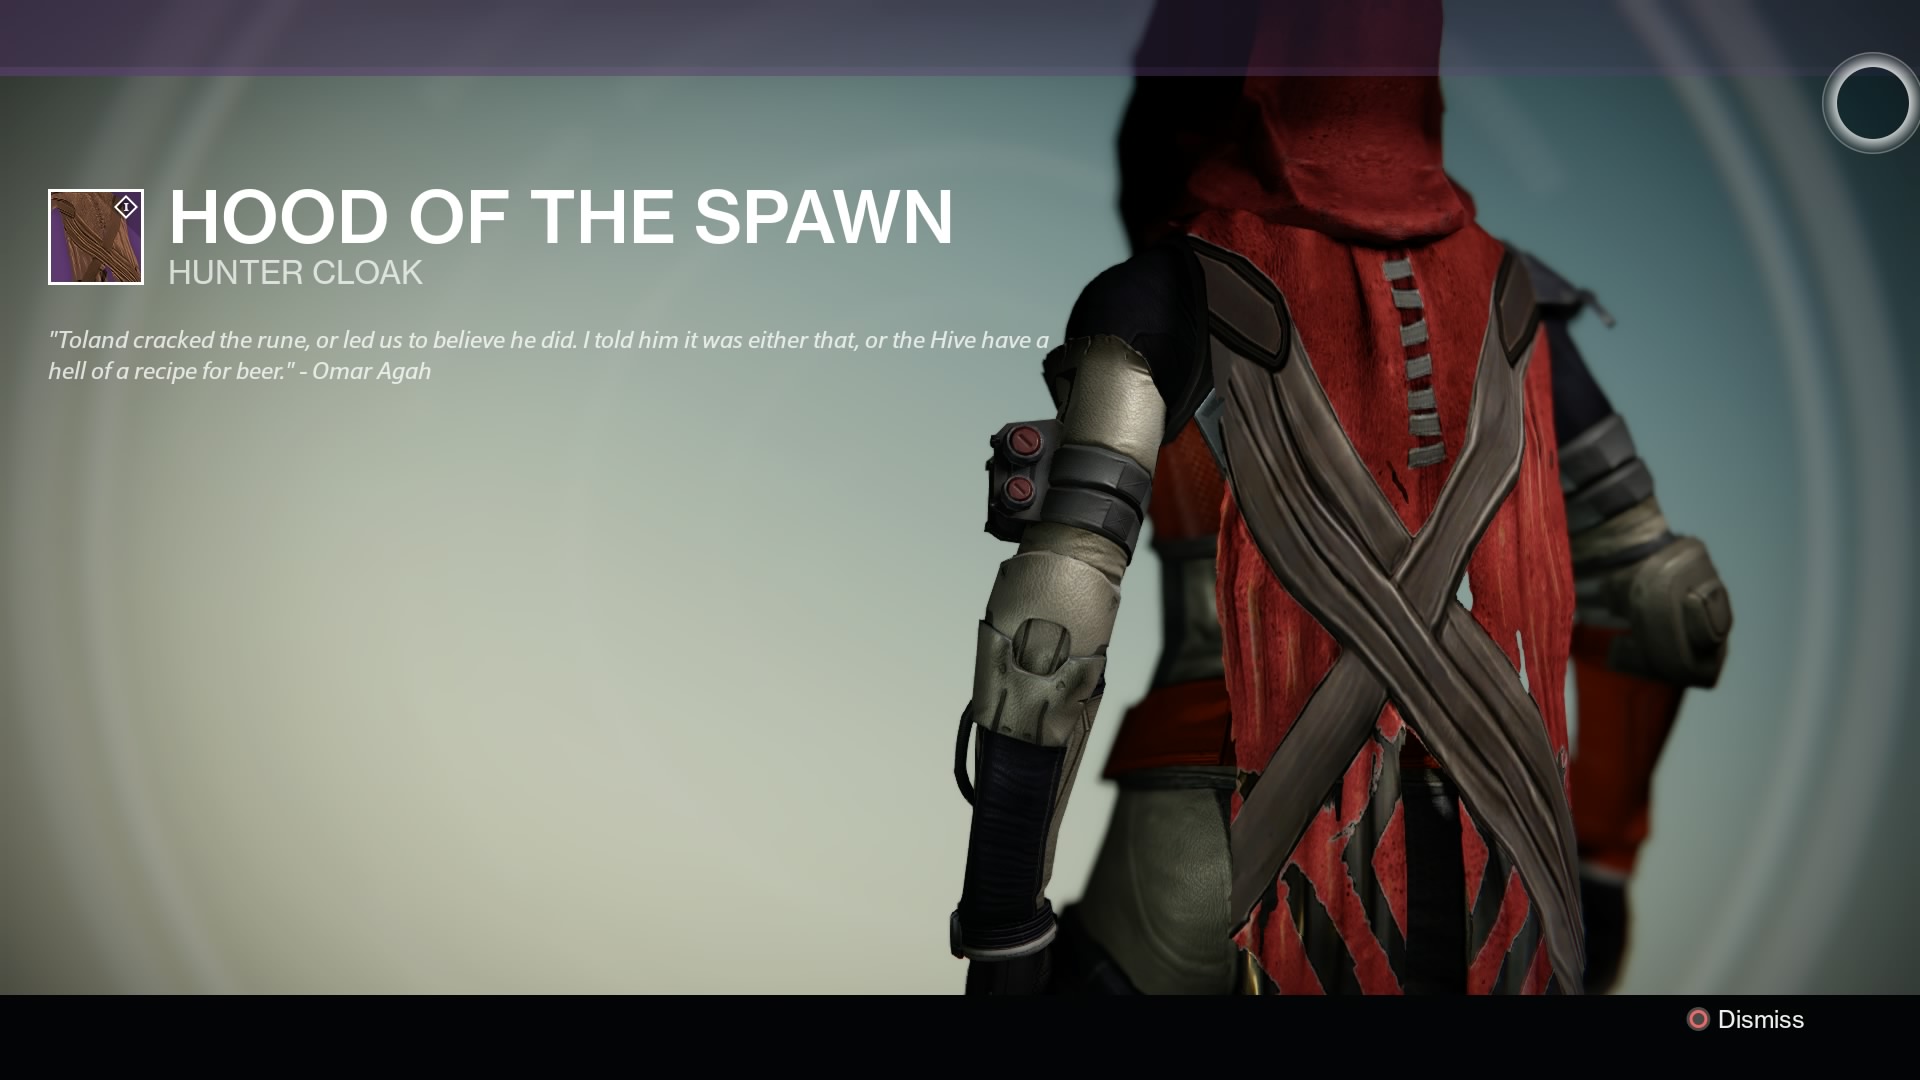 HOOD OF THE SPAWN
HUNTER CLOAK
"Toland cracked the rune, or led us to believe he did. I told him it was either that, or the Hive have a
hell of a recipe for beer." - Omar Agah
Dismiss